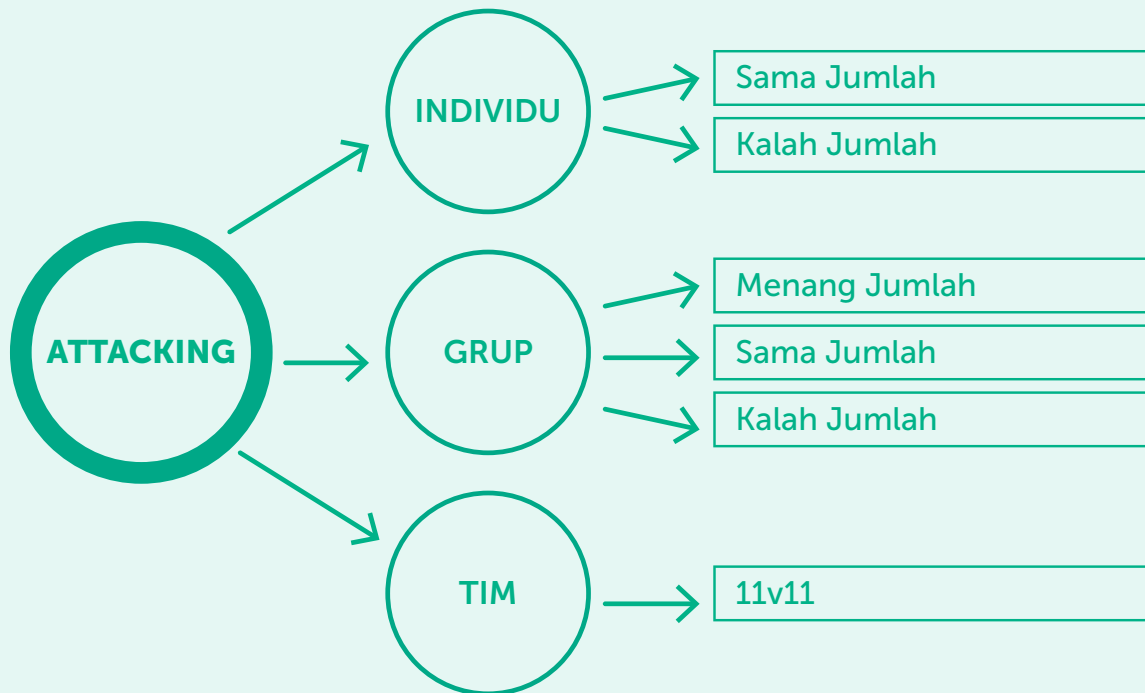 ATTACKING
INDIVIDU
Sama Jumlah
Kalah Jumlah
GRUP
Menang Jumlah
Sama Jumlah
Kalah Jumlah
TIM
11v11